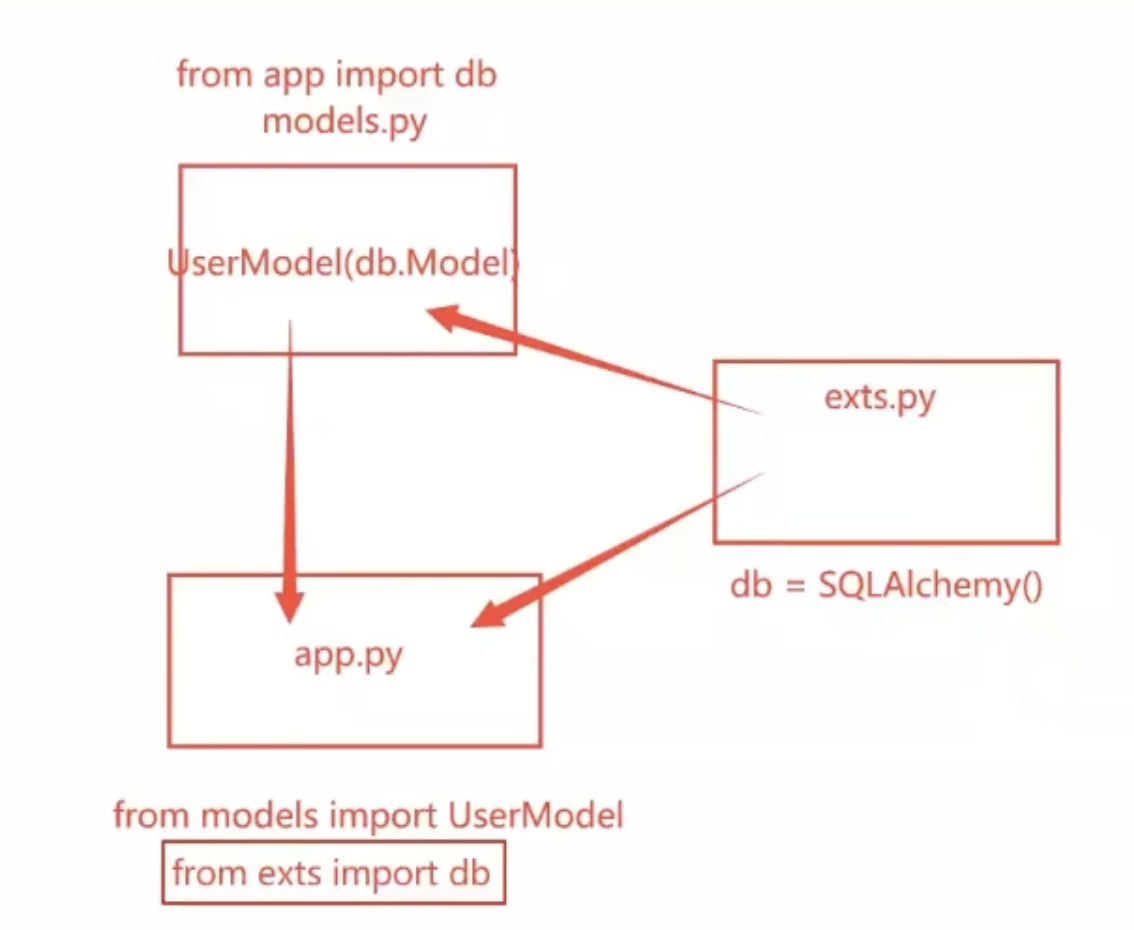 from app import db
models.py
UserModel(db.Model)
exts.py
db = SQLAlchemy()
app.py
from models import UserModel
from exts import db